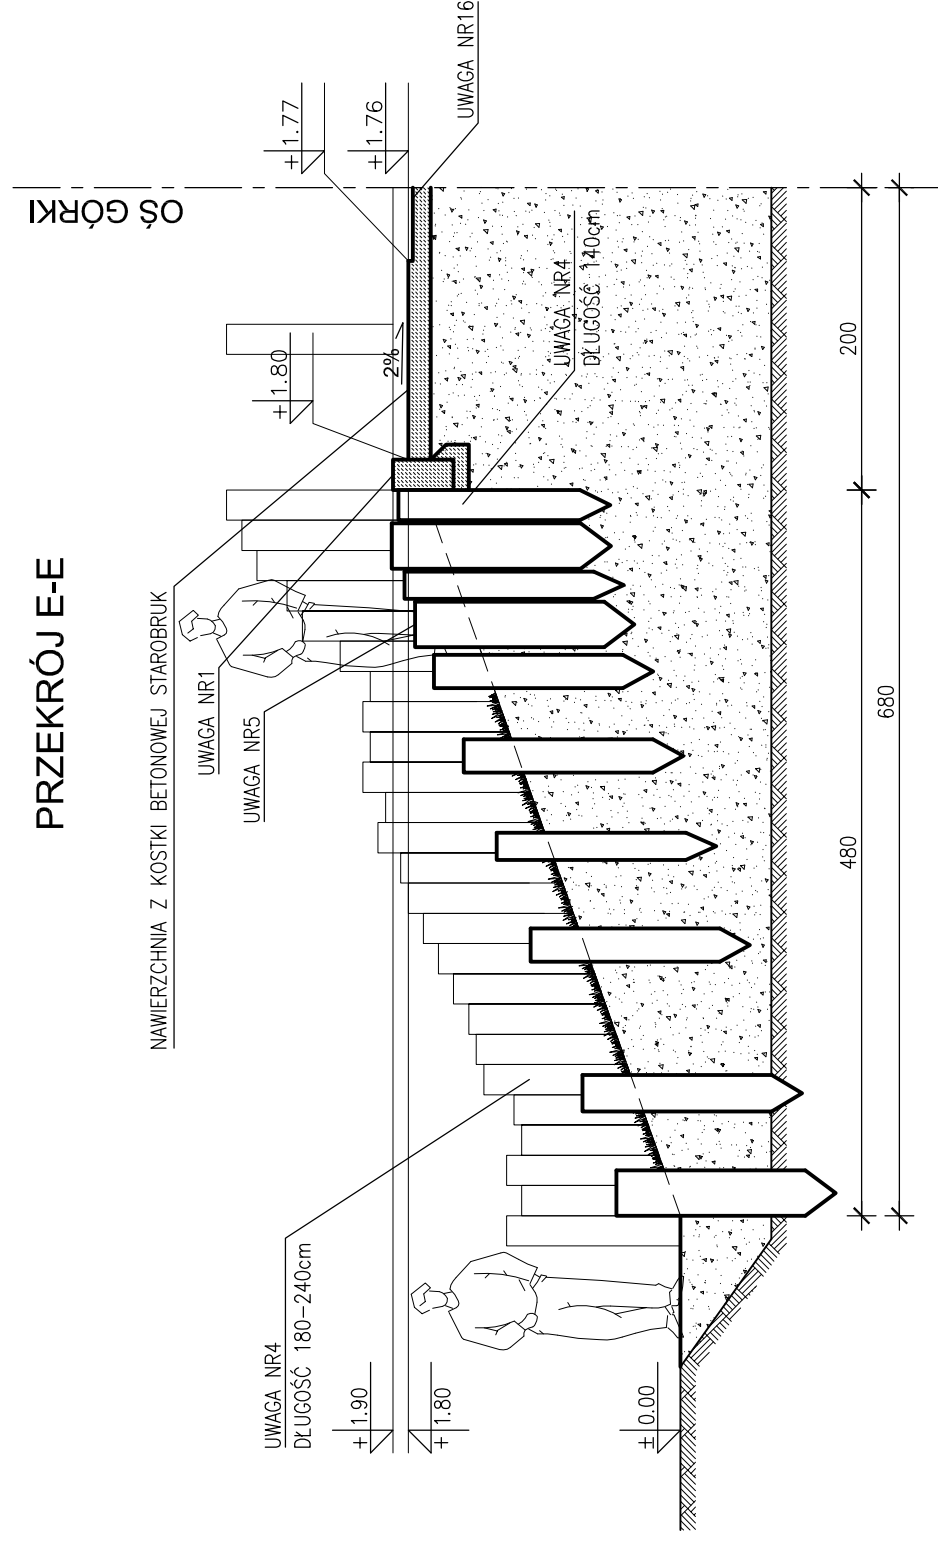 PRZEKRÓJ E-E
OŚ GÓRKI
NAWIERZCHNIA Z KOSTKI BETONOWEJ STAROBRUK
UWAGA NR1
UWAGA NR5
UWAGA NR4
DŁUGOŚĆ 180-240cm
+1.90
+1.80
±0.00
+1.80
2%
+1.77
+1.76
UWAGA NR16
UWAGA NR4
DŁUGOŚĆ 140cm
480
200
680